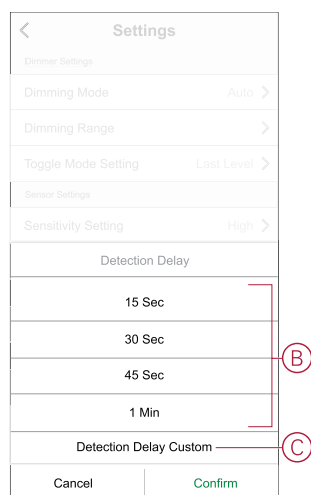 Settings
Dimmer Settings
Dimming Mode Auto
Dimming Range
Toggle Mode Setting Last Level
Sensor Settings
Sensitivity Setting High
Detection Delay
15 Sec
30 Sec
B
45 Sec
1 Min
Detection Delay Custom C
Cancel Confirm